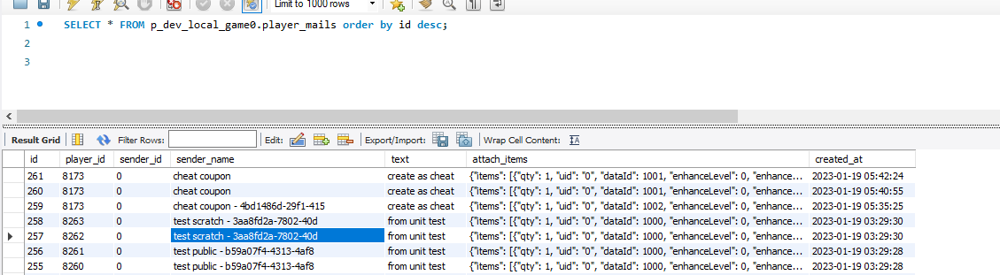 Limit to 1000 rows
1 SELECT * FROM p_dev_local_game0.player_mails order by id desc;
2
3
Result Grid Filter Rows: Edit: Export/Import: Wrap Cell Content:
id player_id sender_id sender_name text attach_items created_at
261 8173 0 cheat coupon create as cheat {"items": [{"qty": 1, "uid": "0", "dataId": 1001, "enhanceLevel": 0, "enhance... 2023-01-19 05:42:24
260 8173 0 cheat coupon create as cheat {"items": [{"qty": 1, "uid": "0", "dataId": 1001, "enhanceLevel": 0, "enhance... 2023-01-19 05:40:55
259 8173 0 cheat coupon - 4bd1486d-29f1-415 create as cheat {"items": [{"qty": 1, "uid": "0", "dataId": 1002, "enhanceLevel": 0, "enhance... 2023-01-19 05:35:25
258 8263 0 test scratch - 3aa8fd2a-7802-40d from unit test {"items": [{"qty": 1, "uid": "0", "dataId": 1000, "enhanceLevel": 0, "enhance... 2023-01-19 03:29:30
257 8262 0 test scratch - 3aa8fd2a-7802-40d from unit test {"items": [{"qty": 1, "uid": "0", "dataId": 1000, "enhanceLevel": 0, "enhance... 2023-01-19 03:29:30
256 8261 0 test public - b59a07f4-4313-4af8 from unit test {"items": [{"qty": 1, "uid": "0", "dataId": 1000, "enhanceLevel": 0, "enhance... 2023-01-19 03:29:28
255 8260 0 test public - b59a07f4-4313-4af8 from unit test {"items": [{"qty": 1, "uid": "0", "dataId": 1000, "enhanceLevel": 0, "enhance... 2023-01-19 03:29:28